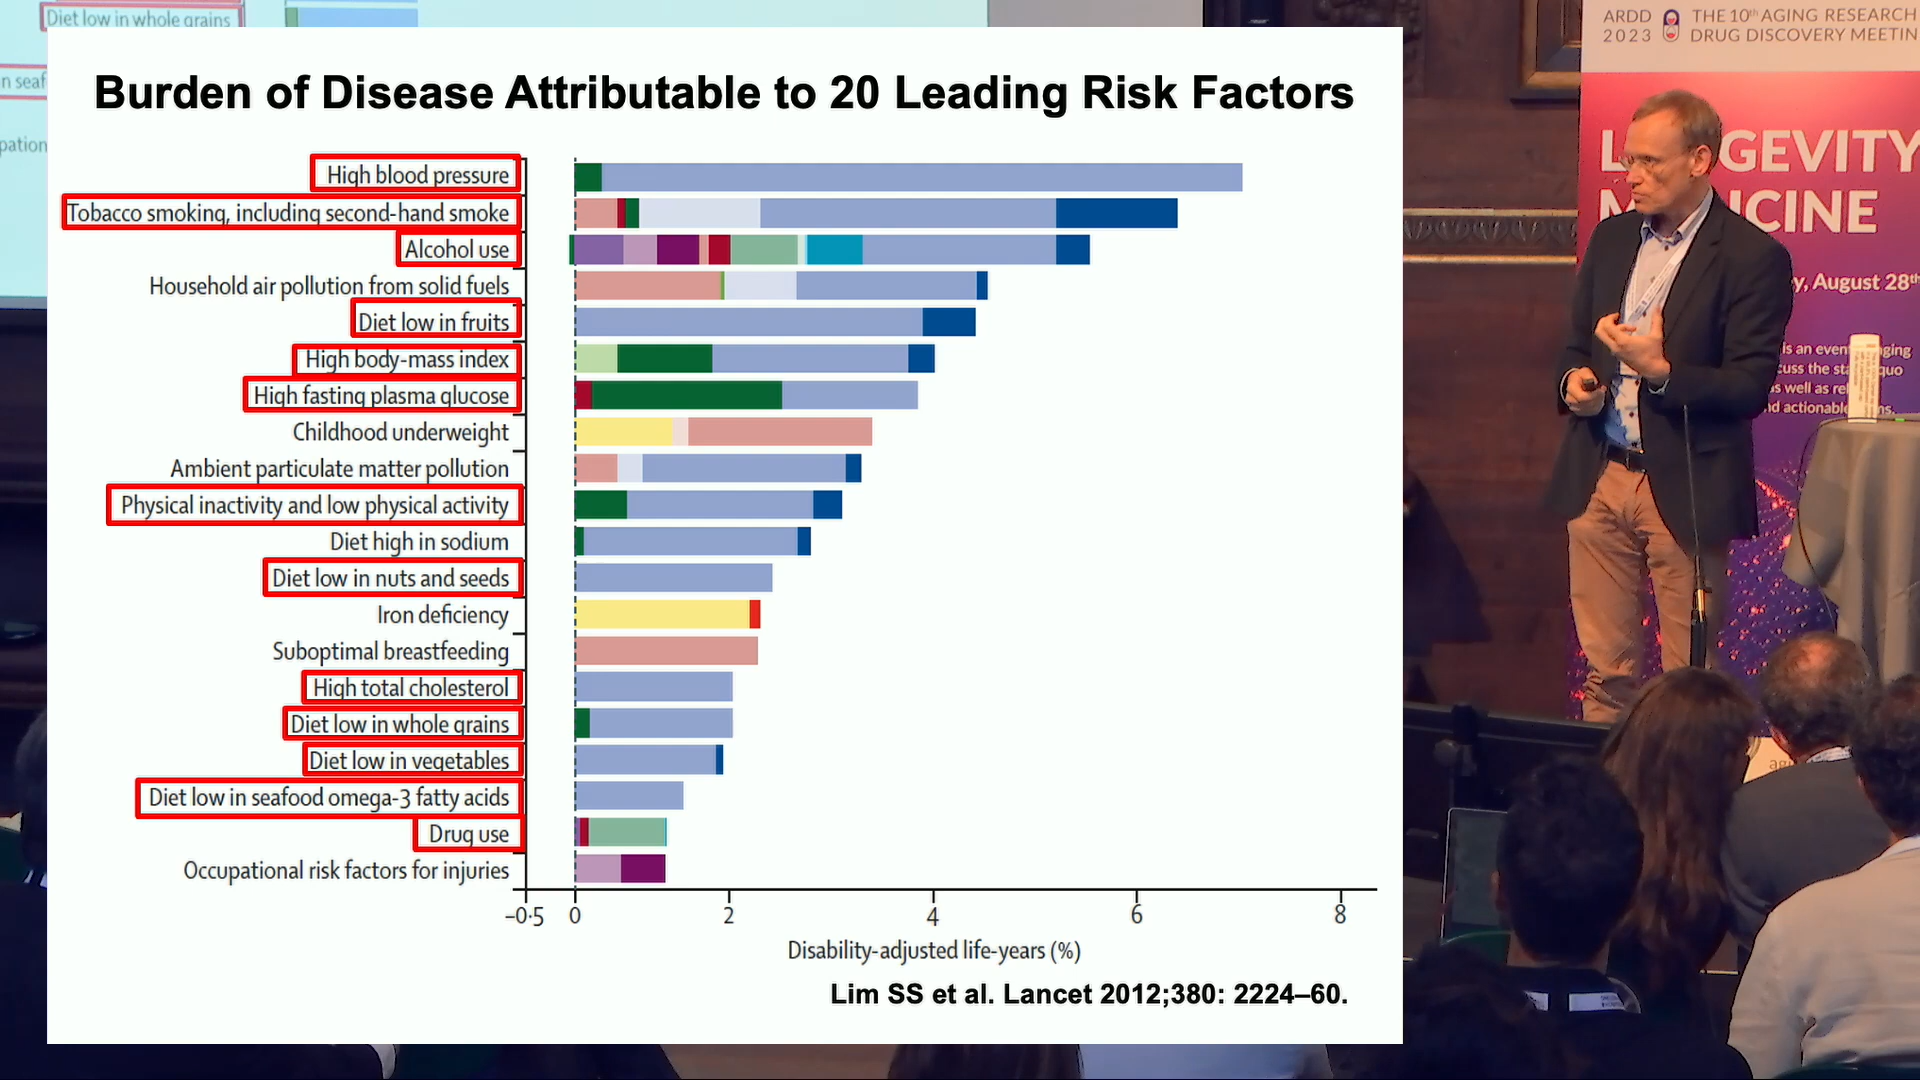 Diet low in whole grains
n seaf
pation
Burden of Disease Attributable to 20 Leading Risk Factors
High blood pressure
Tobacco smoking, including second-hand smoke
Alcohol use
Household air pollution from solid fuels
Diet low in fruits
High body-mass index
High fasting plasma glucose
Childhood underweight
Ambient particulate matter pollution
Physical inactivity and low physical activity
Diet high in sodium
Diet low in nuts and seeds
Iron deficiency
Suboptimal breastfeeding
High total cholesterol
Diet low in whole grains
Diet low in vegetables
Diet low in seafood omega-3 fatty acids
Drug use
Occupational risk factors for injuries
–0·5 0 2 4 6 8
Disability-adjusted life-years (%)
Lim SS et al. Lancet 2012;380: 2224–60.
ARDD 2023
THE 10th AGING RESEARCH
DRUG DISCOVERY MEETIN
L GEVITY
M ICINE
y, August 28th
is an even ging
cuss the sta quo
as well as re
nd actionabl ns.